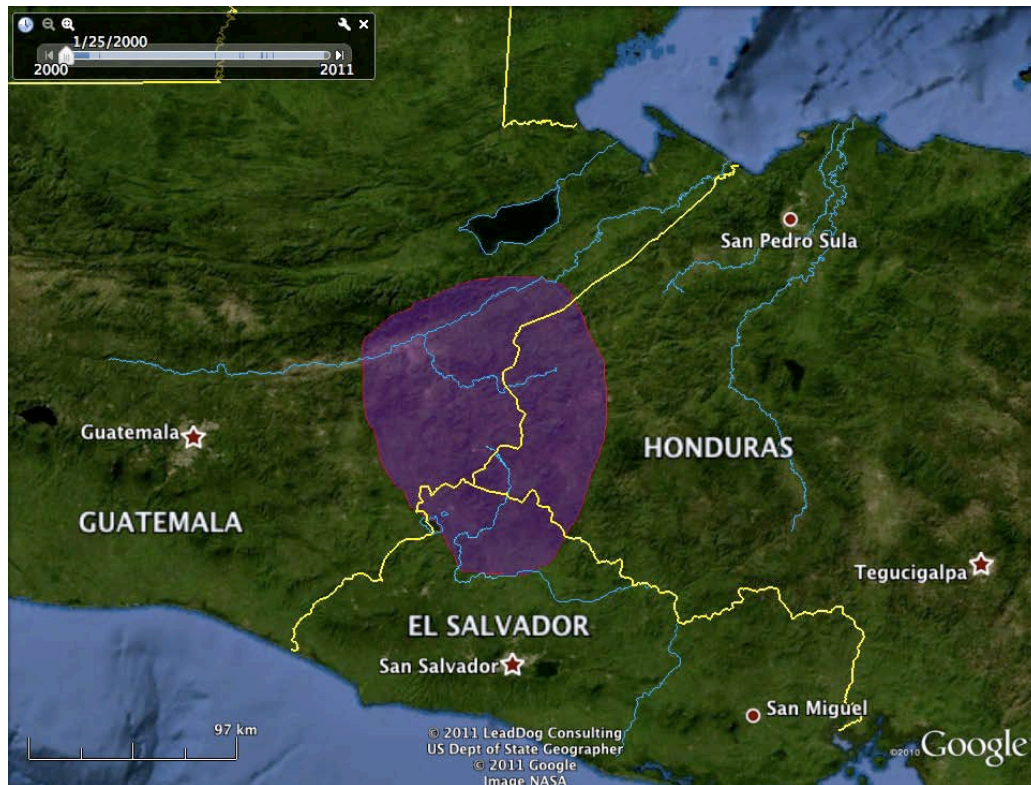 1/25/2000
2000
2011
San Pedro Sula
Guatemala
HONDURAS
GUATEMALA
Tegucigalpa
EL SALVADOR
San Salvador
San Miguel
97 km
© 2011 LeadDog Consulting
US Dept of State Geographer
© 2011 Google
Image NASA
©2010 Google